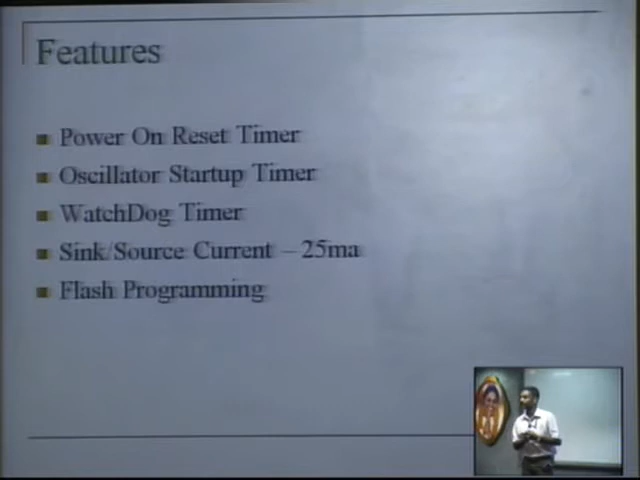 Features
Power On Reset Timer
Oscillator Startup Timer
WatchDog Timer
Sink/Source Current – 25ma
Flash Programming